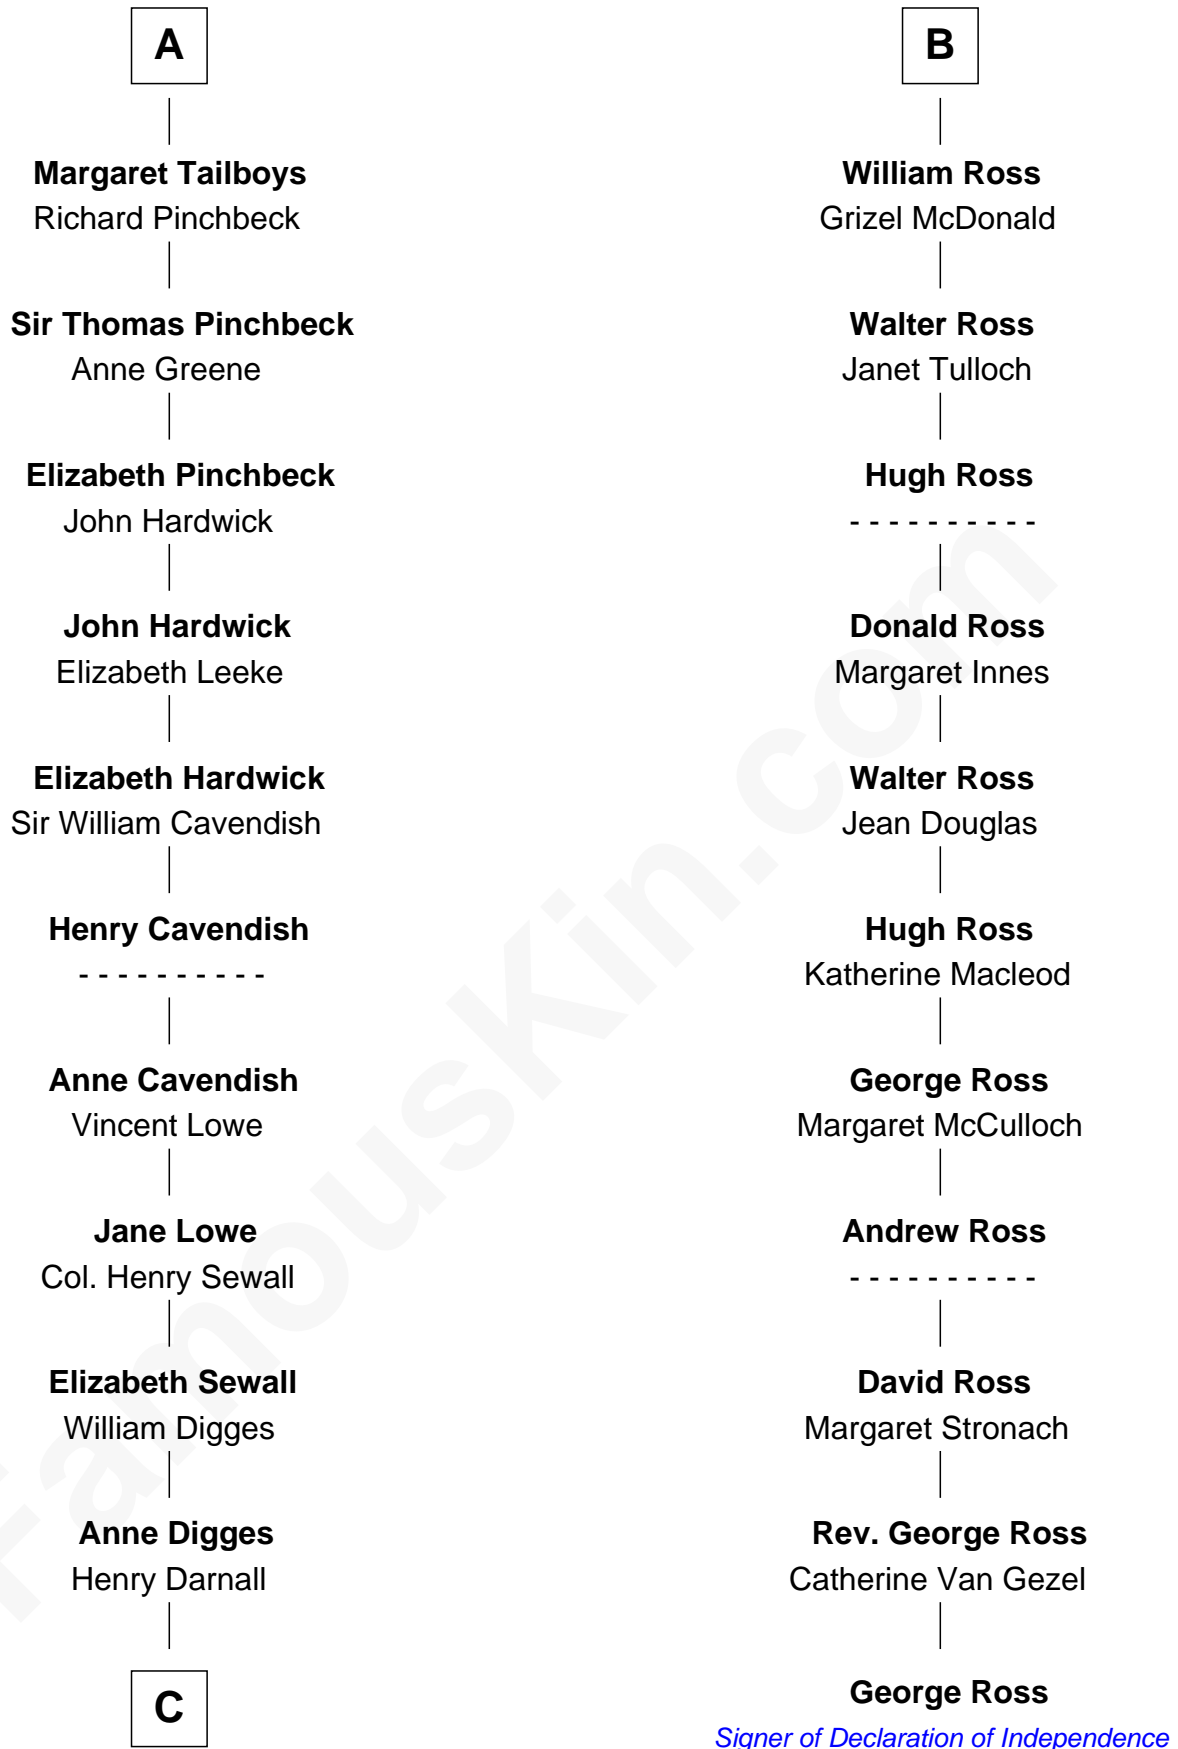 A
Margaret Tailboys
Richard Pinchbeck
Sir Thomas Pinchbeck
Anne Greene
Elizabeth Pinchbeck
John Hardwick
John Hardwick
Elizabeth Leeke
Elizabeth Hardwick
Sir William Cavendish
Henry Cavendish
- - - - - - - - - -
Anne Cavendish
Vincent Lowe
Jane Lowe
Col. Henry Sewall
Elizabeth Sewall
William Digges
Anne Digges
Henry Darnall
C
B
William Ross
Grizel McDonald
Walter Ross
Janet Tulloch
Hugh Ross
- - - - - - - - - -
Donald Ross
Margaret Innes
Walter Ross
Jean Douglas
Hugh Ross
Katherine Macleod
George Ross
Margaret McCulloch
Andrew Ross
- - - - - - - - - -
David Ross
Margaret Stronach
Rev. George Ross
Catherine Van Gezel
George Ross
Signer of Declaration of Independence
FamousKin.com